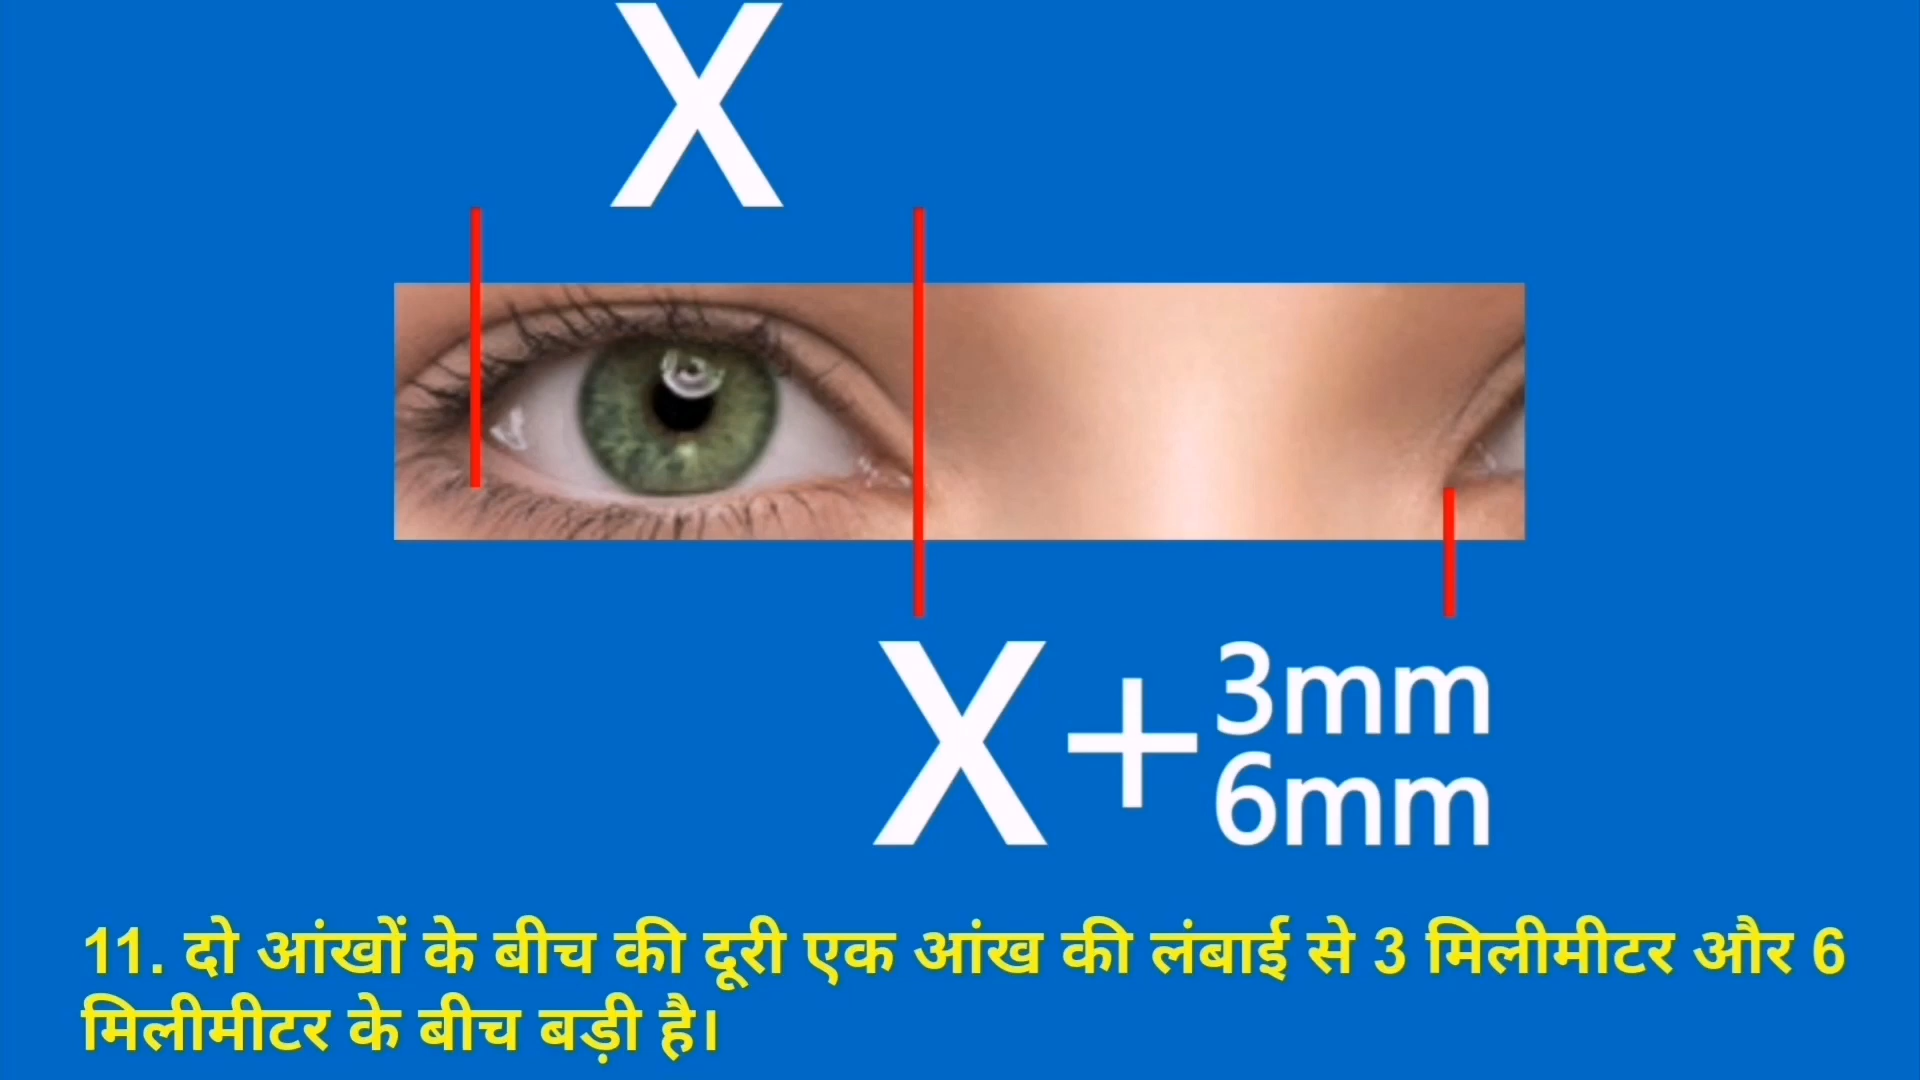 X
X+3mm
6mm
11. दो आंखों के बीच की दूरी एक आंख की लंबाई से 3 मिलीमीटर और 6
मिलीमीटर के बीच बड़ी है।